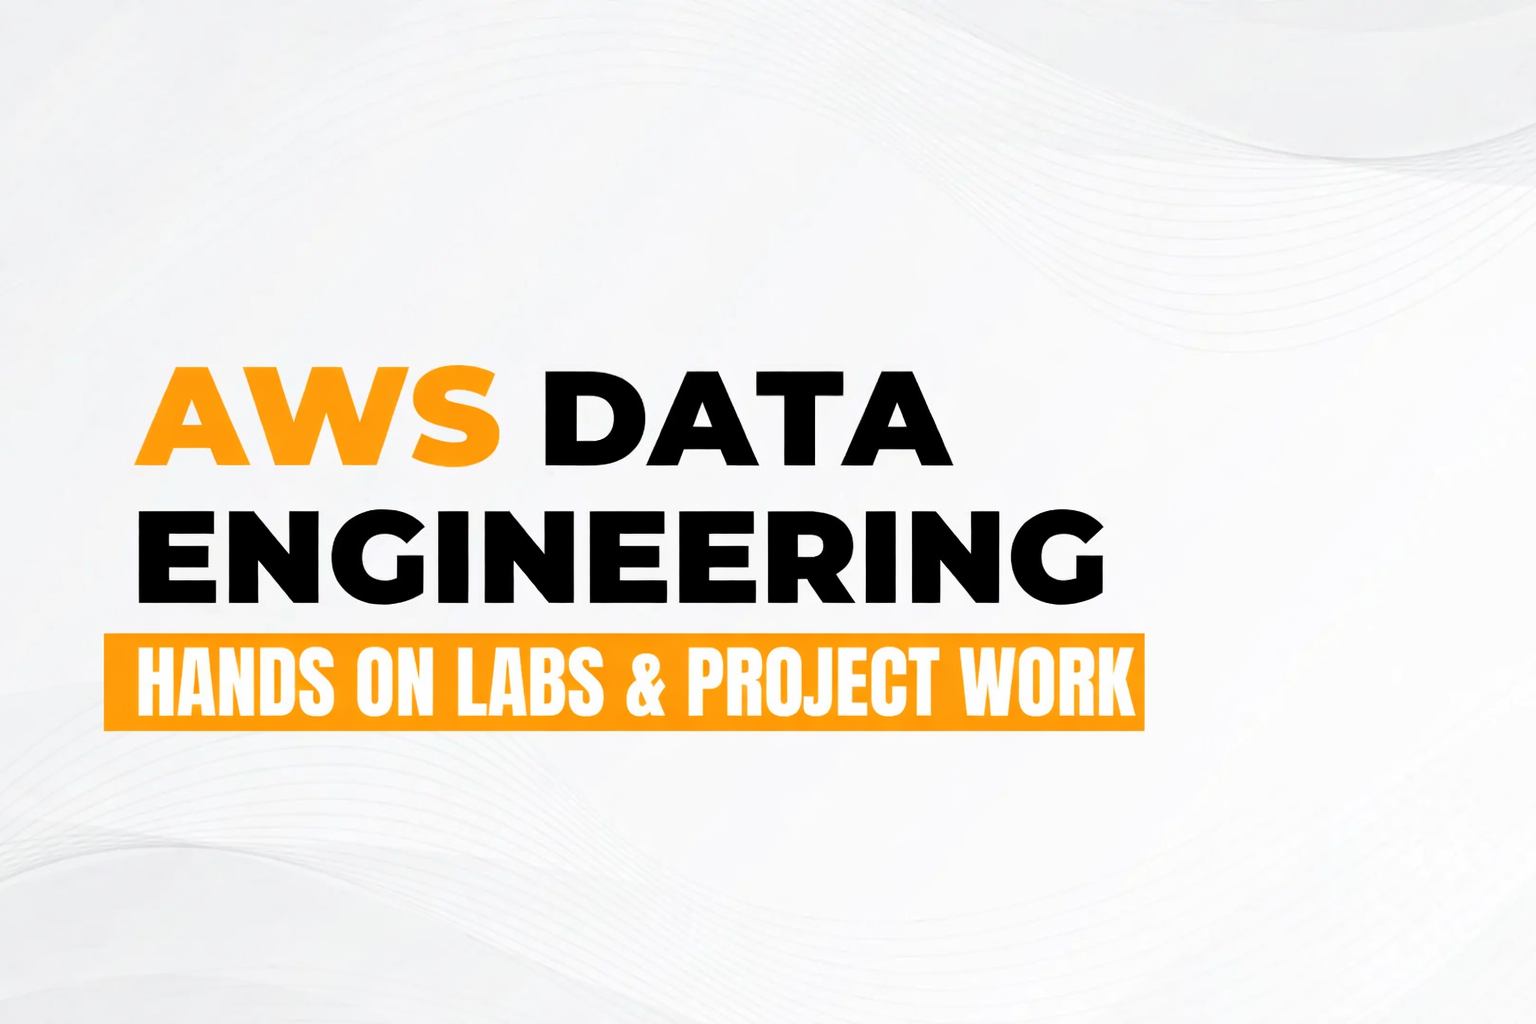 AWS DATA
ENGINEERING
HANDS ON LABS & PROJECT WORK